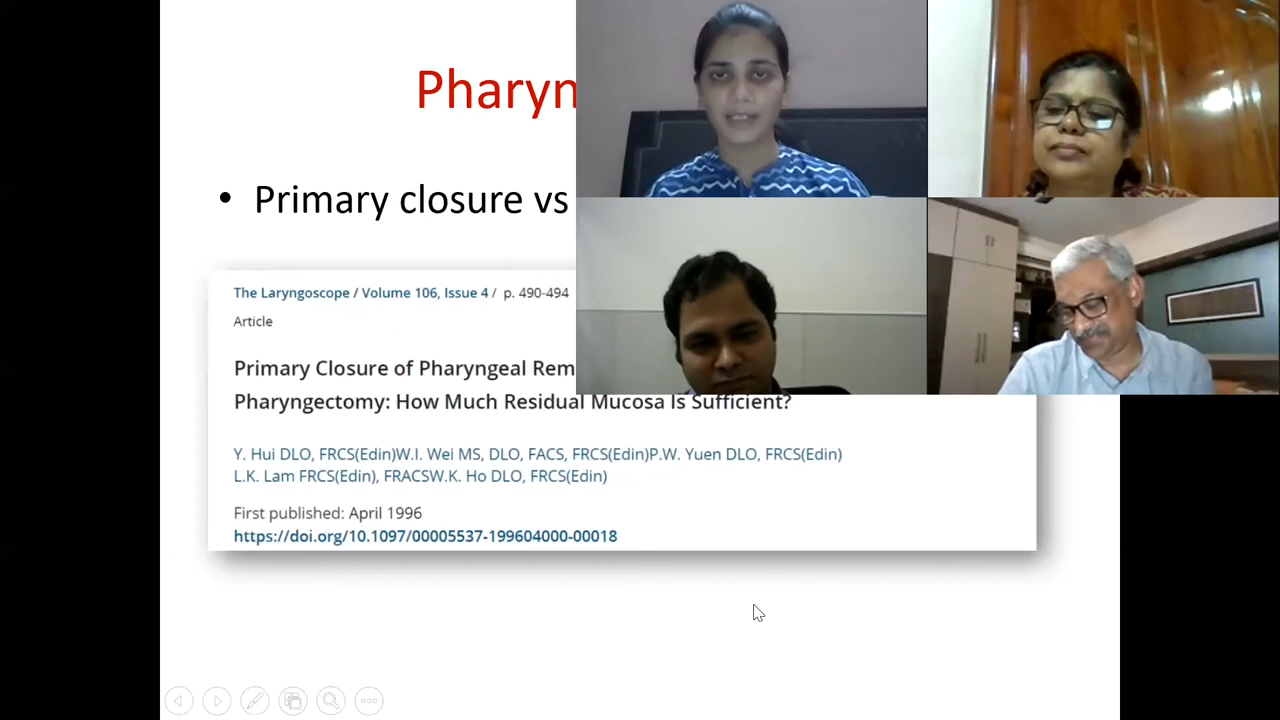 Pharyn
• Primary closure vs
The Laryngoscope / Volume 106, Issue 4 / p. 490-494
Article
Primary Closure of Pharyngeal Rem
Pharyngectomy: How Much Residual Mucosa Is Sufficient?
Y. Hui DLO, FRCS(Edin)W.I. Wei MS, DLO, FACS, FRCS(Edin)P.W. Yuen DLO, FRCS(Edin)
L.K. Lam FRCS(Edin), FRACSW.K. Ho DLO, FRCS(Edin)
First published: April 1996
https://doi.org/10.1097/00005537-199604000-00018